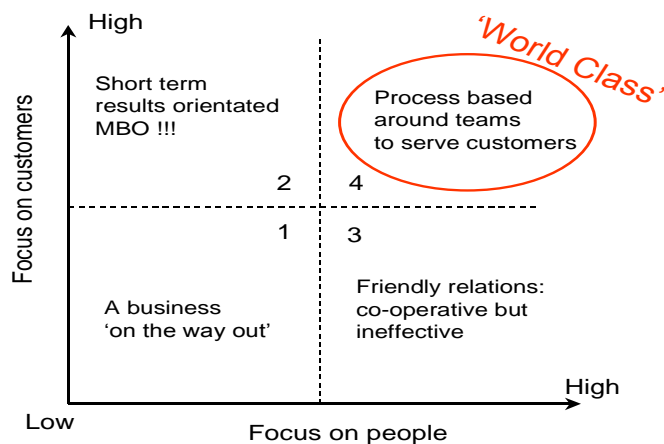 High
'World Class'
Short term
results orientated
MBO !!!
Process based
around teams
to serve customers
Focus on customers
2
4
1
3
A business
'on the way out'
Friendly relations:
co-operative but
ineffective
High
Low
Focus on people